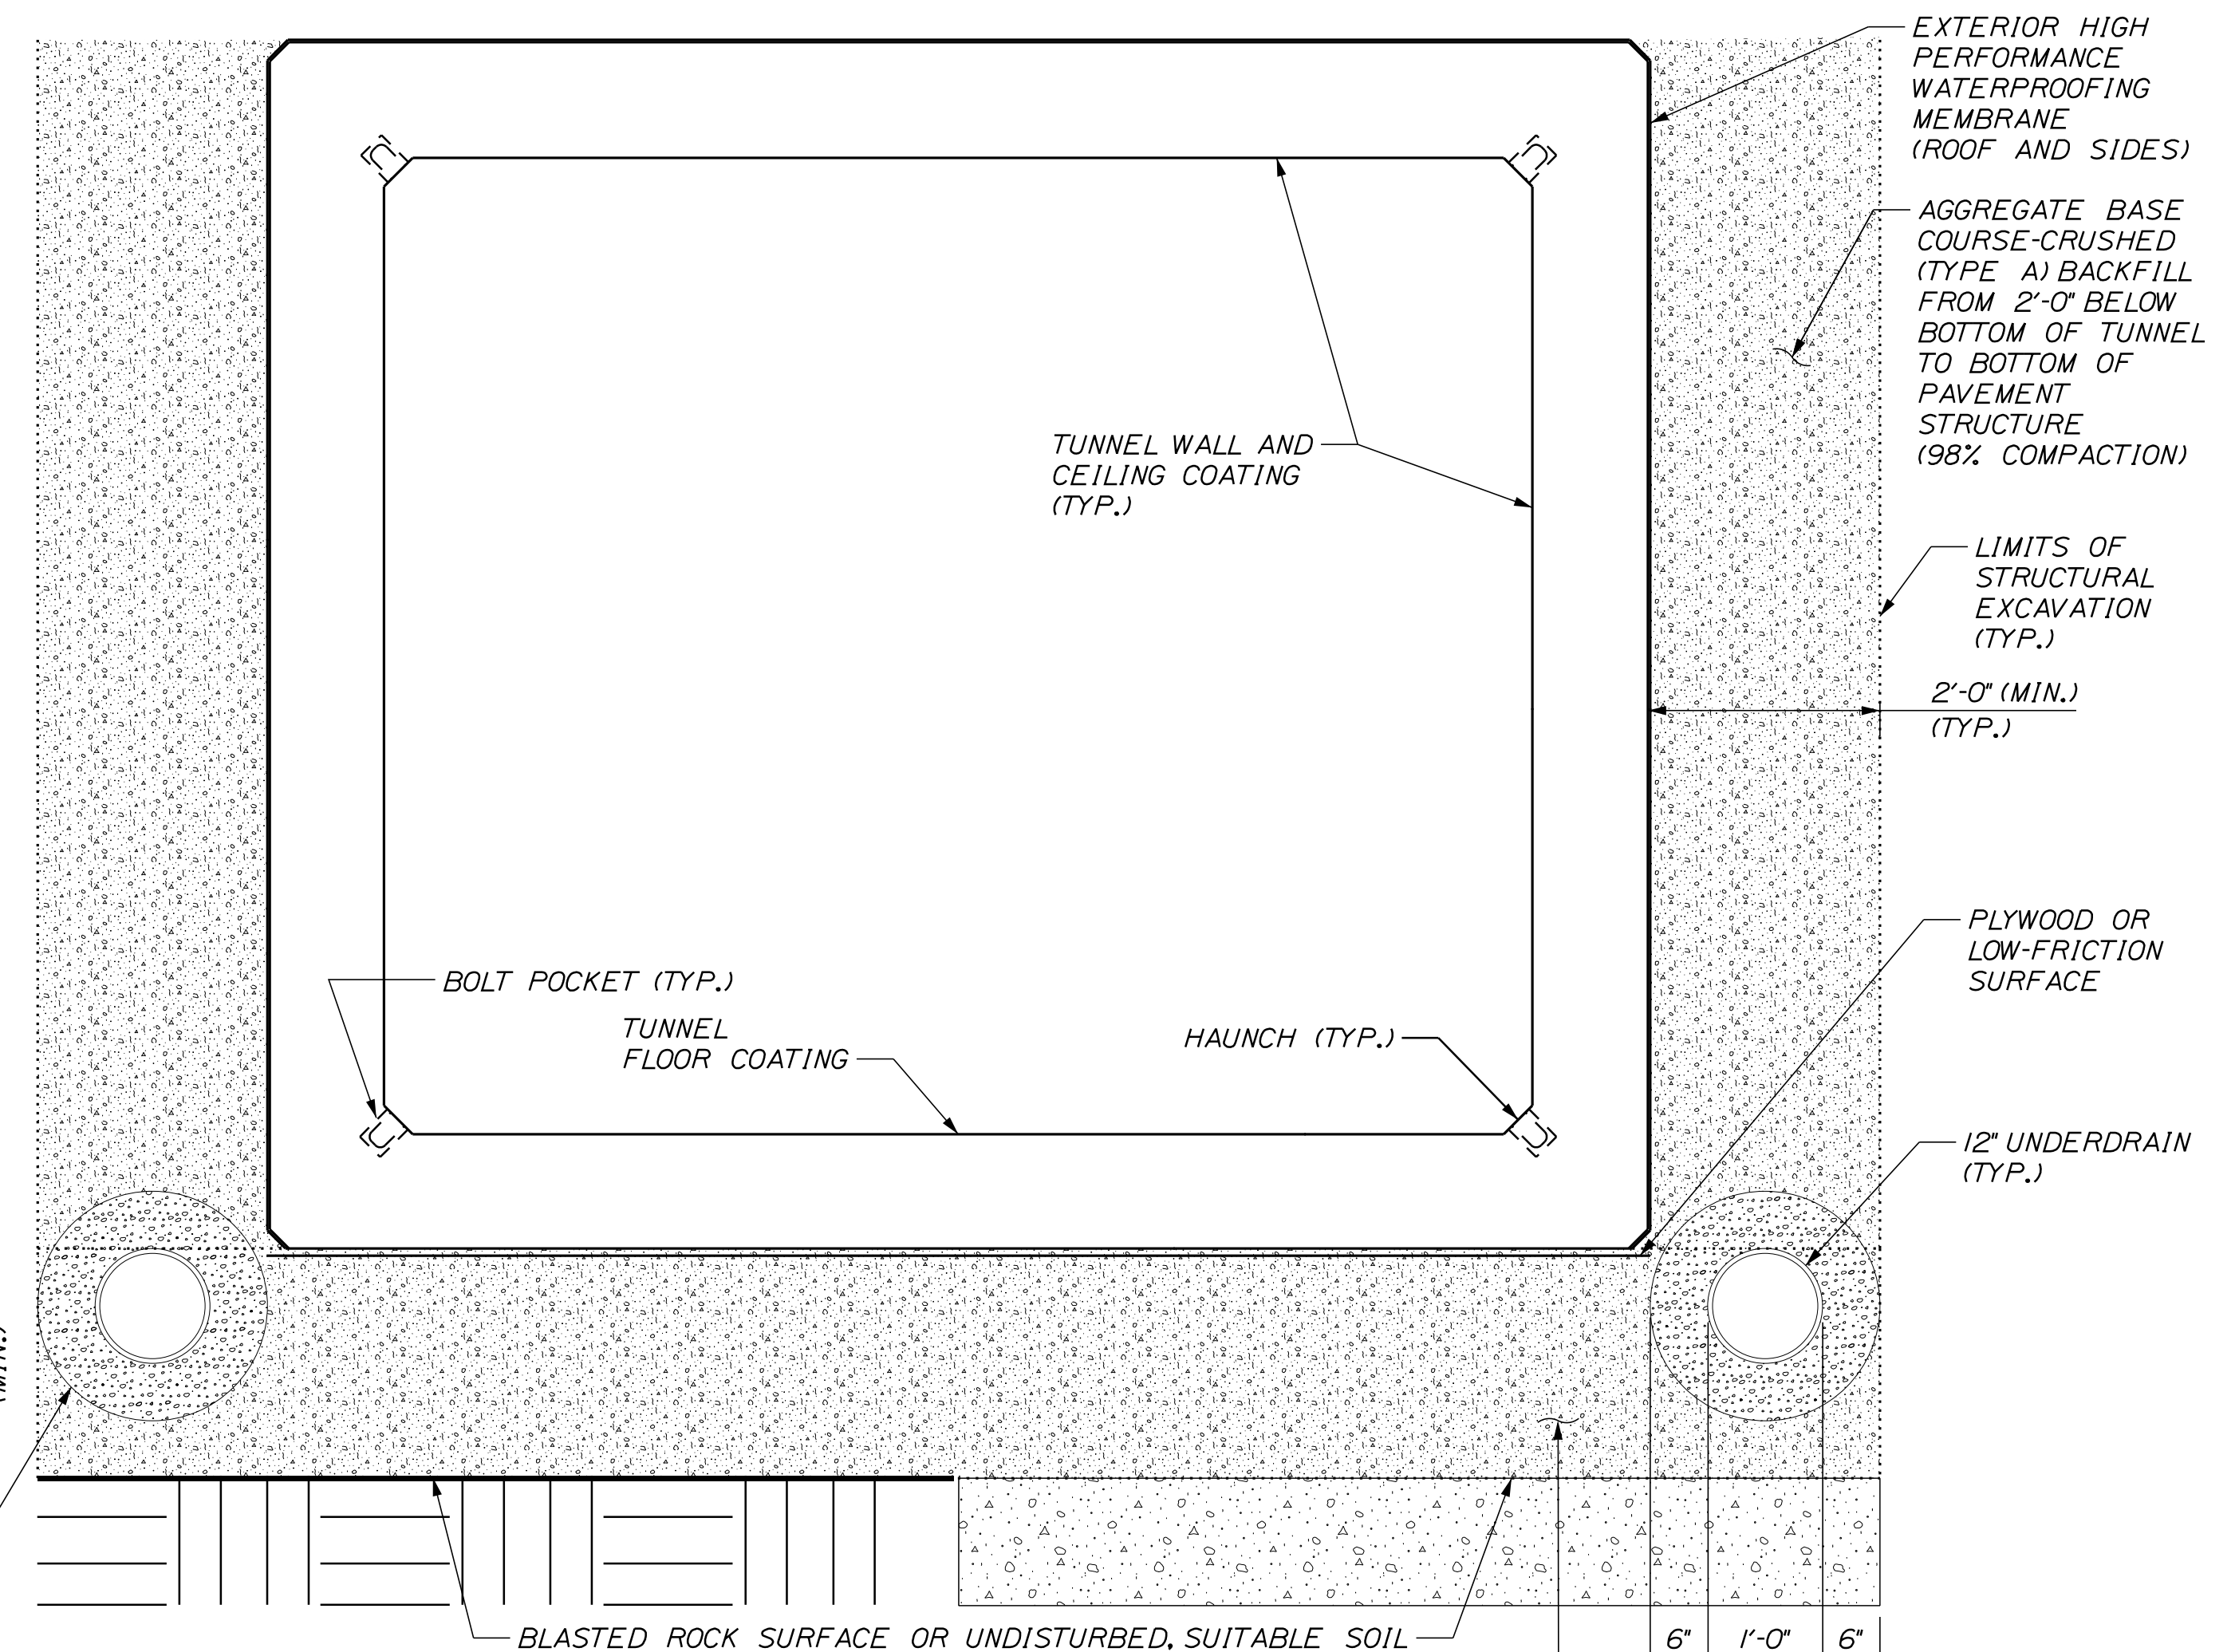 EXTERIOR HIGH
PERFORMANCE
WATERPROOFING
MEMBRANE
(ROOF AND SIDES)
AGGREGATE BASE
COURSE-CRUSHED
(TYPE A) BACKFILL
FROM 2'-0" BELOW
BOTTOM OF TUNNEL
TO BOTTOM OF
PAVEMENT
STRUCTURE
(98% COMPACTION)
TUNNEL WALL AND
CEILING COATING
(TYP.)
LIMITS OF
STRUCTURAL
EXCAVATION
(TYP.)
2'-0" (MIN.)
(TYP.)
PLYWOOD OR
LOW-FRICTION
SURFACE
BOLT POCKET (TYP.)
TUNNEL
FLOOR COATING
HAUNCH (TYP.)
12" UNDERDRAIN
(TYP.)
(MIN.)
BLASTED ROCK SURFACE OR UNDISTURBED, SUITABLE SOIL
6" 1'-0" 6"